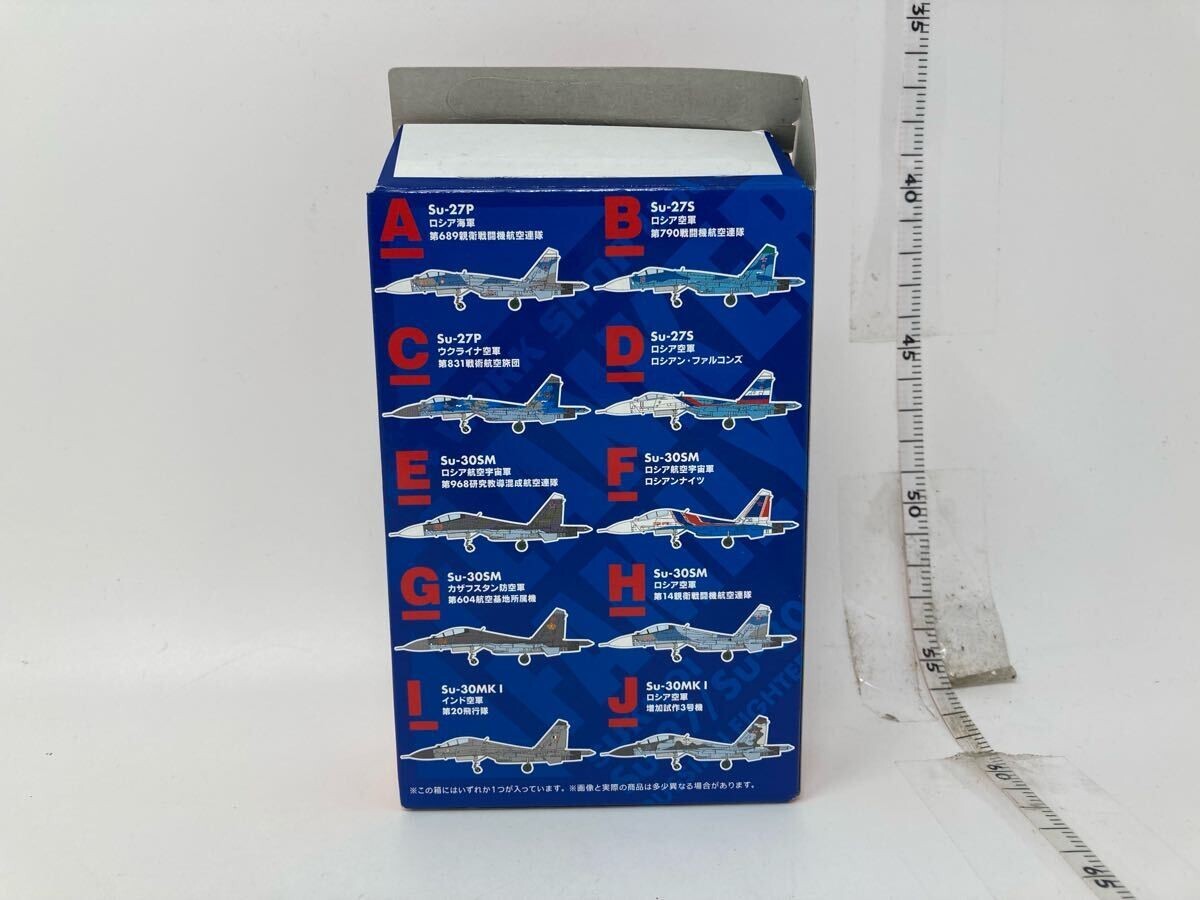 A
Su-27P
ロシア海軍
第689親衛戦闘機航空連隊
B
Su-27S
ロシア空軍
第790戦闘機航空連隊
C
Su-27P
ウクライナ空軍
第831戦術航空旅団
D
Su-27S
ロシア空軍
ロシアン・ファルコンズ
E
Su-30SM
ロシア航空宇宙軍
第968研究教導混成航空連隊
F
Su-30SM
ロシア航空宇宙軍
ロシアンナイツ
G
Su-30SM
カザフスタン防空軍
第604航空基地所属機
H
Su-30SM
ロシア空軍
第14親衛戦闘機航空連隊
I
Su-30MK I
インド空軍
第20飛行隊
J
Su-30MK I
ロシア空軍
増加試作3号機
※この箱にはいずれか1つが入っています。※画像と実際の商品は多少異なる場合があります。
35
40
45
50
55
60
65